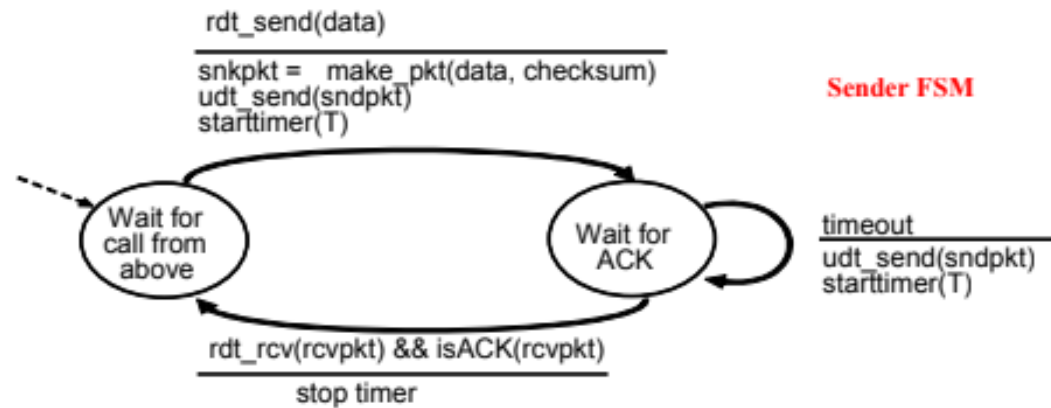 rdt_send(data)
snkpkt = make_pkt(data, checksum)
udt_send(sndpkt)
starttimer(T)
Sender FSM
Wait for
call from
above
Wait for
ACK
timeout
udt_send(sndpkt)
starttimer(T)
rdt_rcv(rcvpkt) && isACK(rcvpkt)
stop timer